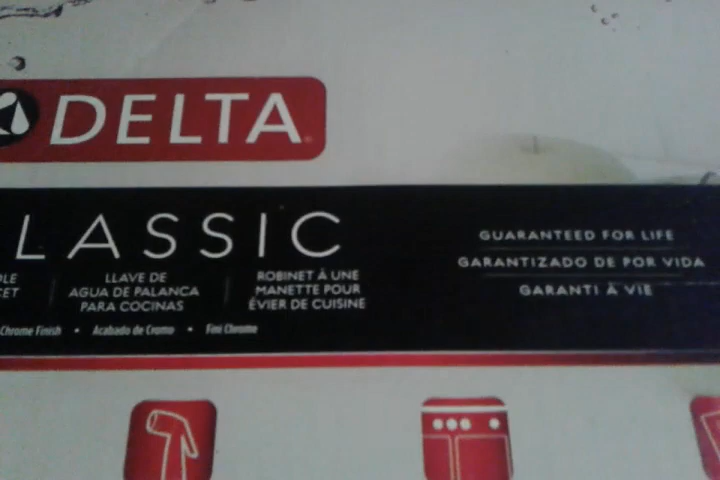 DELTA
LASSIC
LLAVE DE
AGUA DE PALANCA
PARA COCINAS
ROBINET À UNE
MANETTE POUR
ÉVIER DE CUISINE
Chrome Finish • Acabado de Cromo • Fini Chrome
GUARANTEED FOR LIFE
GARANTIZADO DE POR VIDA
GARANTI À VIE